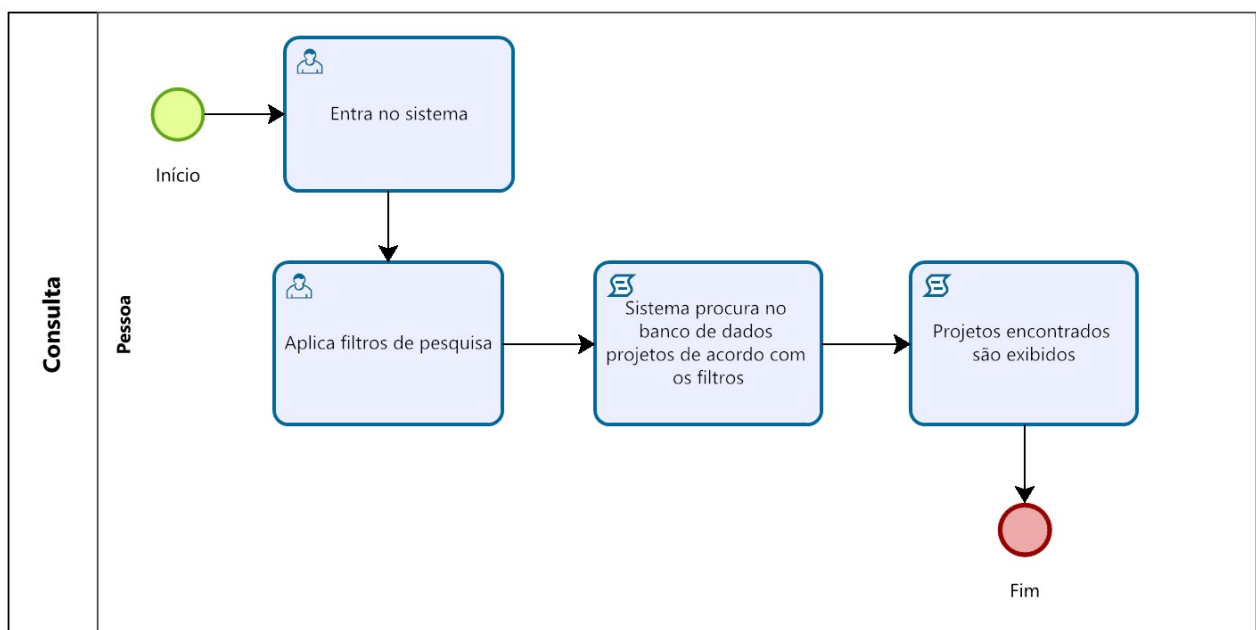 Consulta
Pessoa
Início
Entra no sistema
Aplica filtros de pesquisa
Sistema procura no
banco de dados
projetos de acordo com
os filtros
Projetos encontrados
são exibidos
Fim